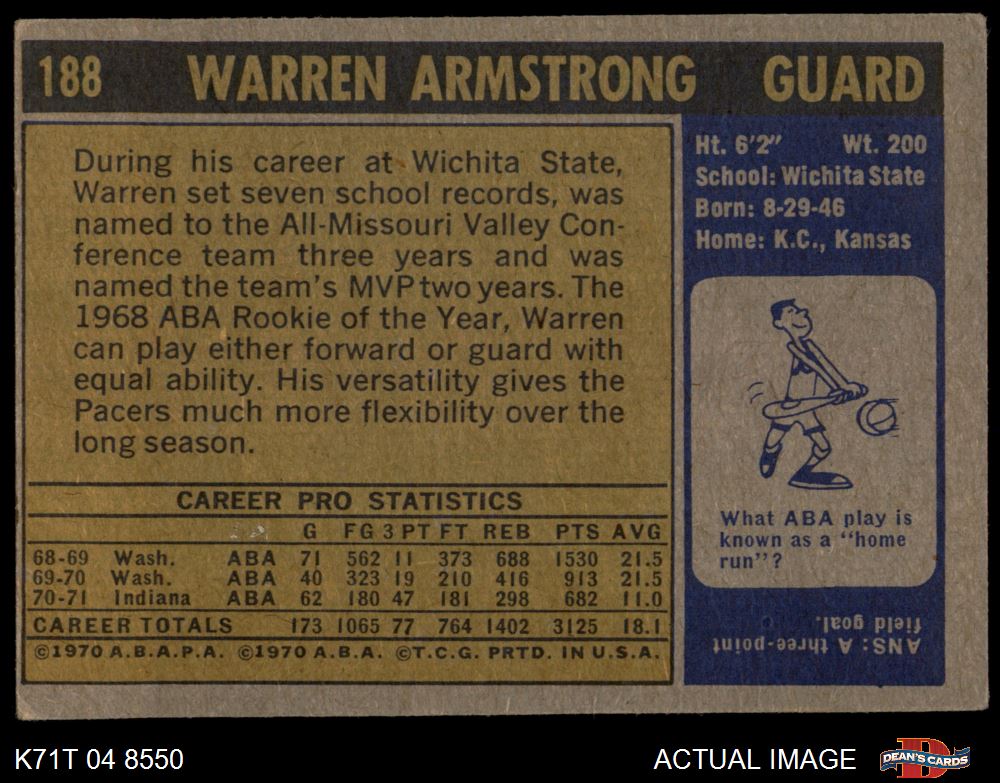 188 WARREN ARMSTRONG GUARD
During his career at Wichita State,
Warren set seven school records, was
named to the All-Missouri Valley Con-
ference team three years and was
named the team's MVP two years. The
1968 ABA Rookie of the Year, Warren
can play either forward or guard with
equal ability. His versatility gives the
Pacers much more flexibility over the
long season.
CAREER PRO STATISTICS
G FG 3 PT FT REB PTS AVG
68-69 Wash. ABA 71 562 11 373 688 1530 21.5
69-70 Wash. ABA 40 323 19 210 416 913 21.5
70-71 Indiana ABA 62 180 47 181 298 682 11.0
CAREER TOTALS 173 1065 77 764 1402 3125 18.1
©1970 A.B.A.P.A. ©1970 A.B.A. ©T.C.G. PRTD. IN U.S.A.
Ht. 6'2" Wt. 200
School: Wichita State
Born: 8-29-46
Home: K.C., Kansas
What ABA play is
known as a "home
run"?
ANS: A three-point
field goal.
K71T 04 8550 ACTUAL IMAGE
D
DEAN'S CARDS